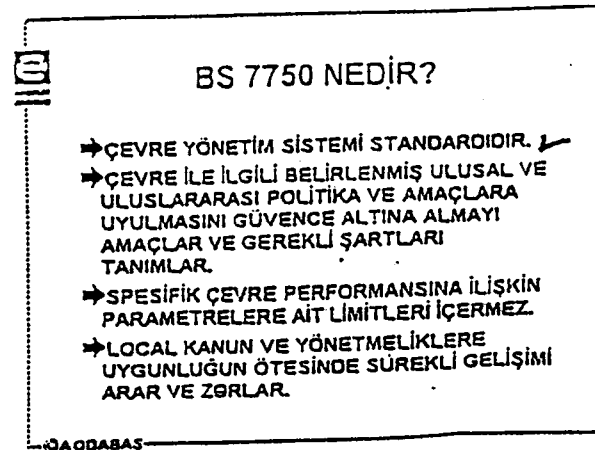 BS 7750 NEDİR?
➔ÇEVRE YÖNETİM SİSTEMİ STANDARDIDIR.
➔ÇEVRE İLE İLGİLİ BELİRLENMİŞ ULUSAL VE
ULUSLARARASI POLİTİKA VE AMAÇLARA
UYULMASINI GÜVENCE ALTINA ALMAYI
AMAÇLAR VE GEREKLİ ŞARTLARI
TANIMLAR.
➔SPESİFİK ÇEVRE PERFORMANSINA İLİŞKİN
PARAMETRELERE AİT LİMİTLERİ İÇERMEZ.
➔LOCAL KANUN VE YÖNETMELİKLERE
UYGUNLUĞUN ÖTESİNDE SÜREKLİ GELİŞİMİ
ARAR VE ZORLAR.